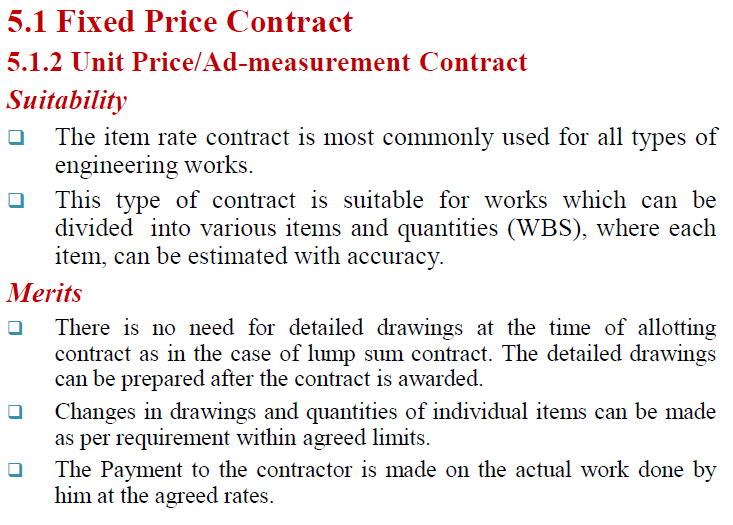 5.1 Fixed Price Contract
5.1.2 Unit Price/Ad-measurement Contract
Suitability
❑ The item rate contract is most commonly used for all types of
engineering works.
❑ This type of contract is suitable for works which can be
divided into various items and quantities (WBS), where each
item, can be estimated with accuracy.
Merits
❑ There is no need for detailed drawings at the time of allotting
contract as in the case of lump sum contract. The detailed drawings
can be prepared after the contract is awarded.
❑ Changes in drawings and quantities of individual items can be made
as per requirement within agreed limits.
❑ The Payment to the contractor is made on the actual work done by
him at the agreed rates.